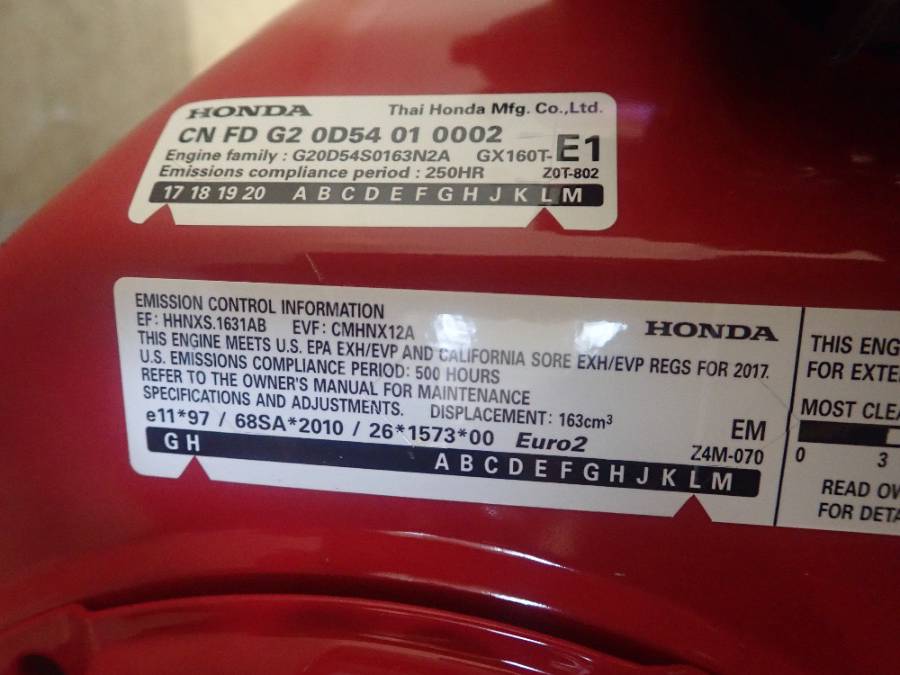 HONDA Thai Honda Mfg. Co.,Ltd.
CN FD G2 0D54 01 0002
Engine family : G20D54S0163N2A GX160T-E1
Emissions compliance period : 250HR Z0T-802
17 18 19 20 A B C D E F G H J K L M
EMISSION CONTROL INFORMATION
EF: HHNXS.1631AB EVF: CMHNX12A HONDA
THIS ENGINE MEETS U.S. EPA EXH/EVP AND CALIFORNIA SORE EXH/EVP REGS FOR 2017.
U.S. EMISSIONS COMPLIANCE PERIOD: 500 HOURS
REFER TO THE OWNER'S MANUAL FOR MAINTENANCE
SPECIFICATIONS AND ADJUSTMENTS. DISPLACEMENT: 163cm³
e11*97 / 68SA*2010 / 26*1573*00 Euro2 EM
Z4M-070
G H A B C D E F G H J K L M
THIS ENG
FOR EXTE
MOST CLEA
0 3
READ OW
FOR DETA